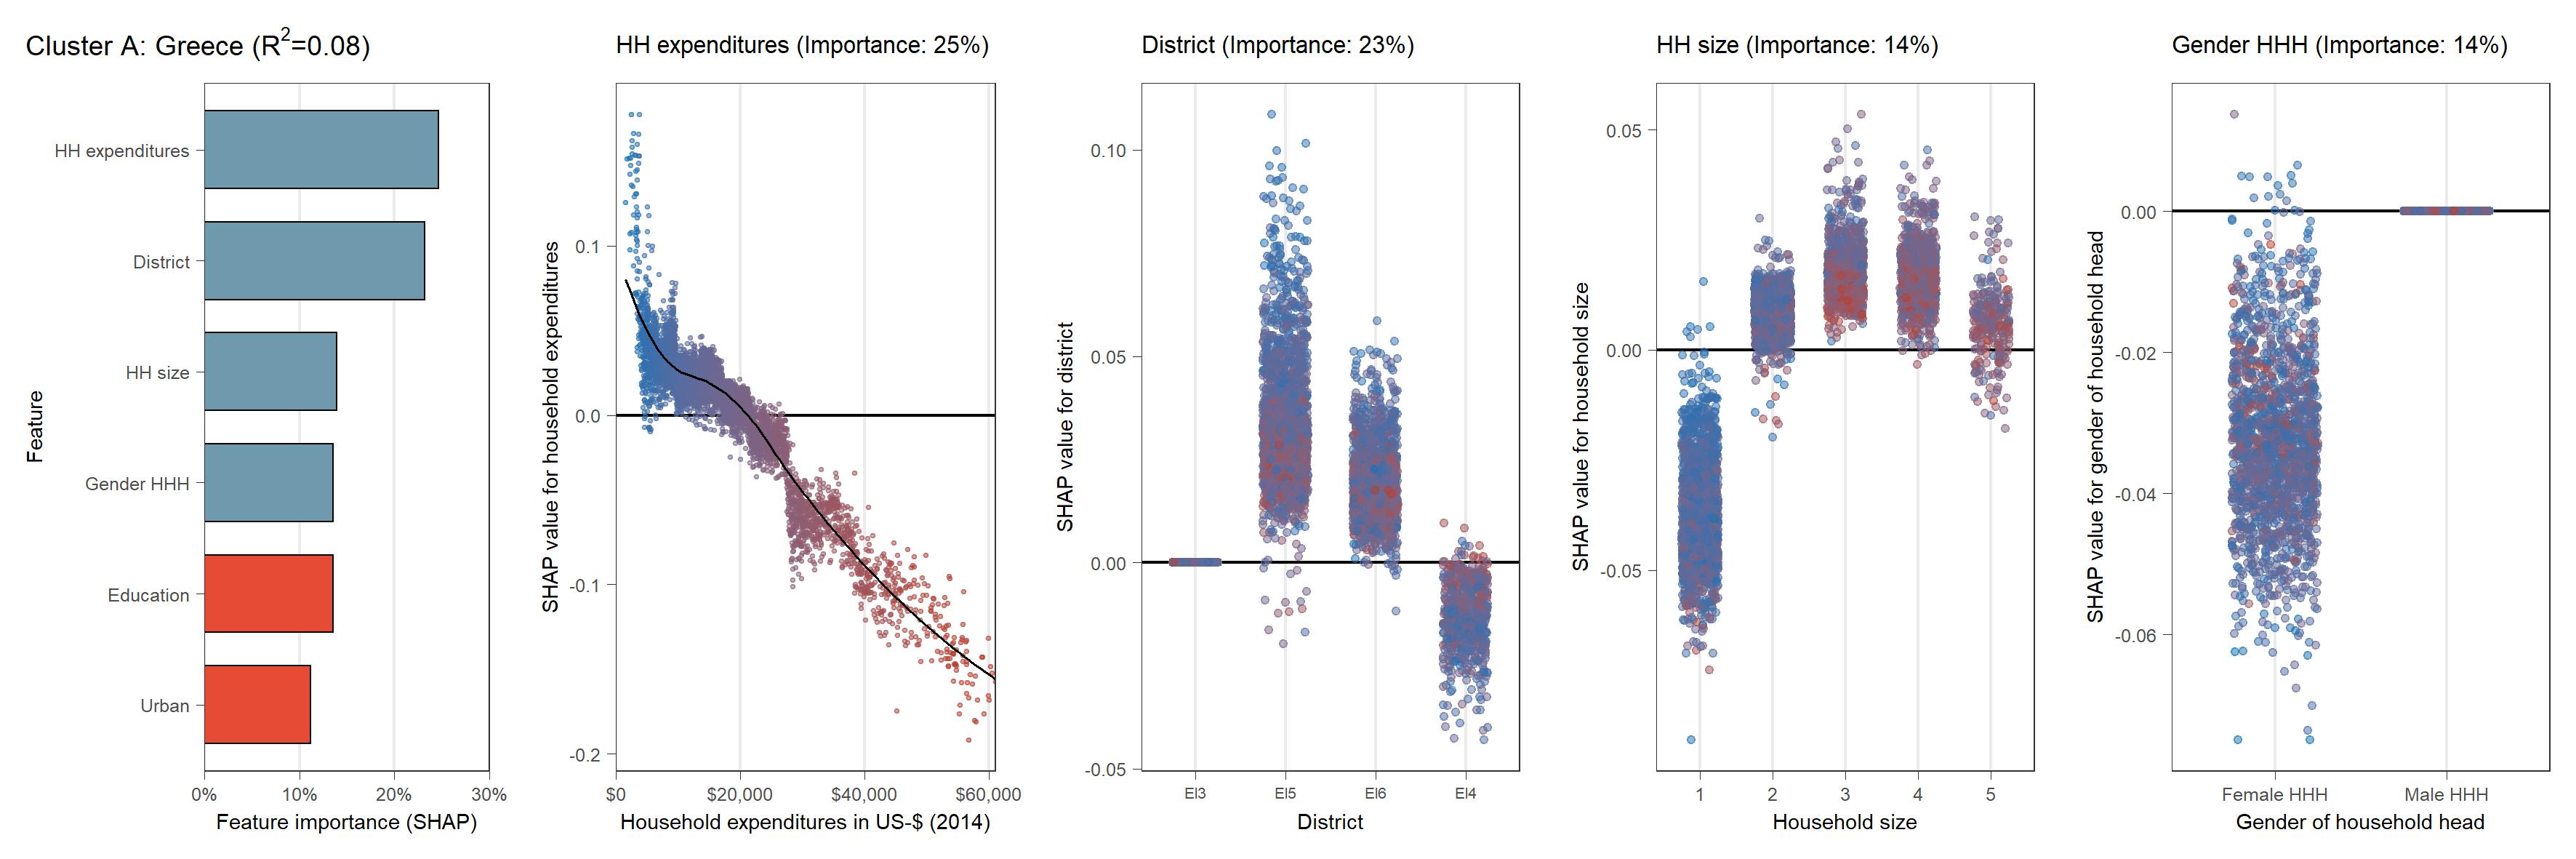 Cluster A: Greece (R²=0.08)
HH expenditures
District
HH size
Gender HHH
Education
Urban
Feature
0%
10%
20%
30%
Feature importance (SHAP)
HH expenditures (Importance: 25%)
SHAP value for household expenditures
0.1
0.0
-0.1
-0.2
$0
$20,000
$40,000
$60,000
Household expenditures in US-$ (2014)
District (Importance: 23%)
SHAP value for district
0.10
0.05
0.00
-0.05
El3
El5
El6
El4
District
HH size (Importance: 14%)
SHAP value for household size
0.05
0.00
-0.05
1
2
3
4
5
Household size
Gender HHH (Importance: 14%)
SHAP value for gender of household head
0.00
-0.02
-0.04
-0.06
Female HHH
Male HHH
Gender of household head